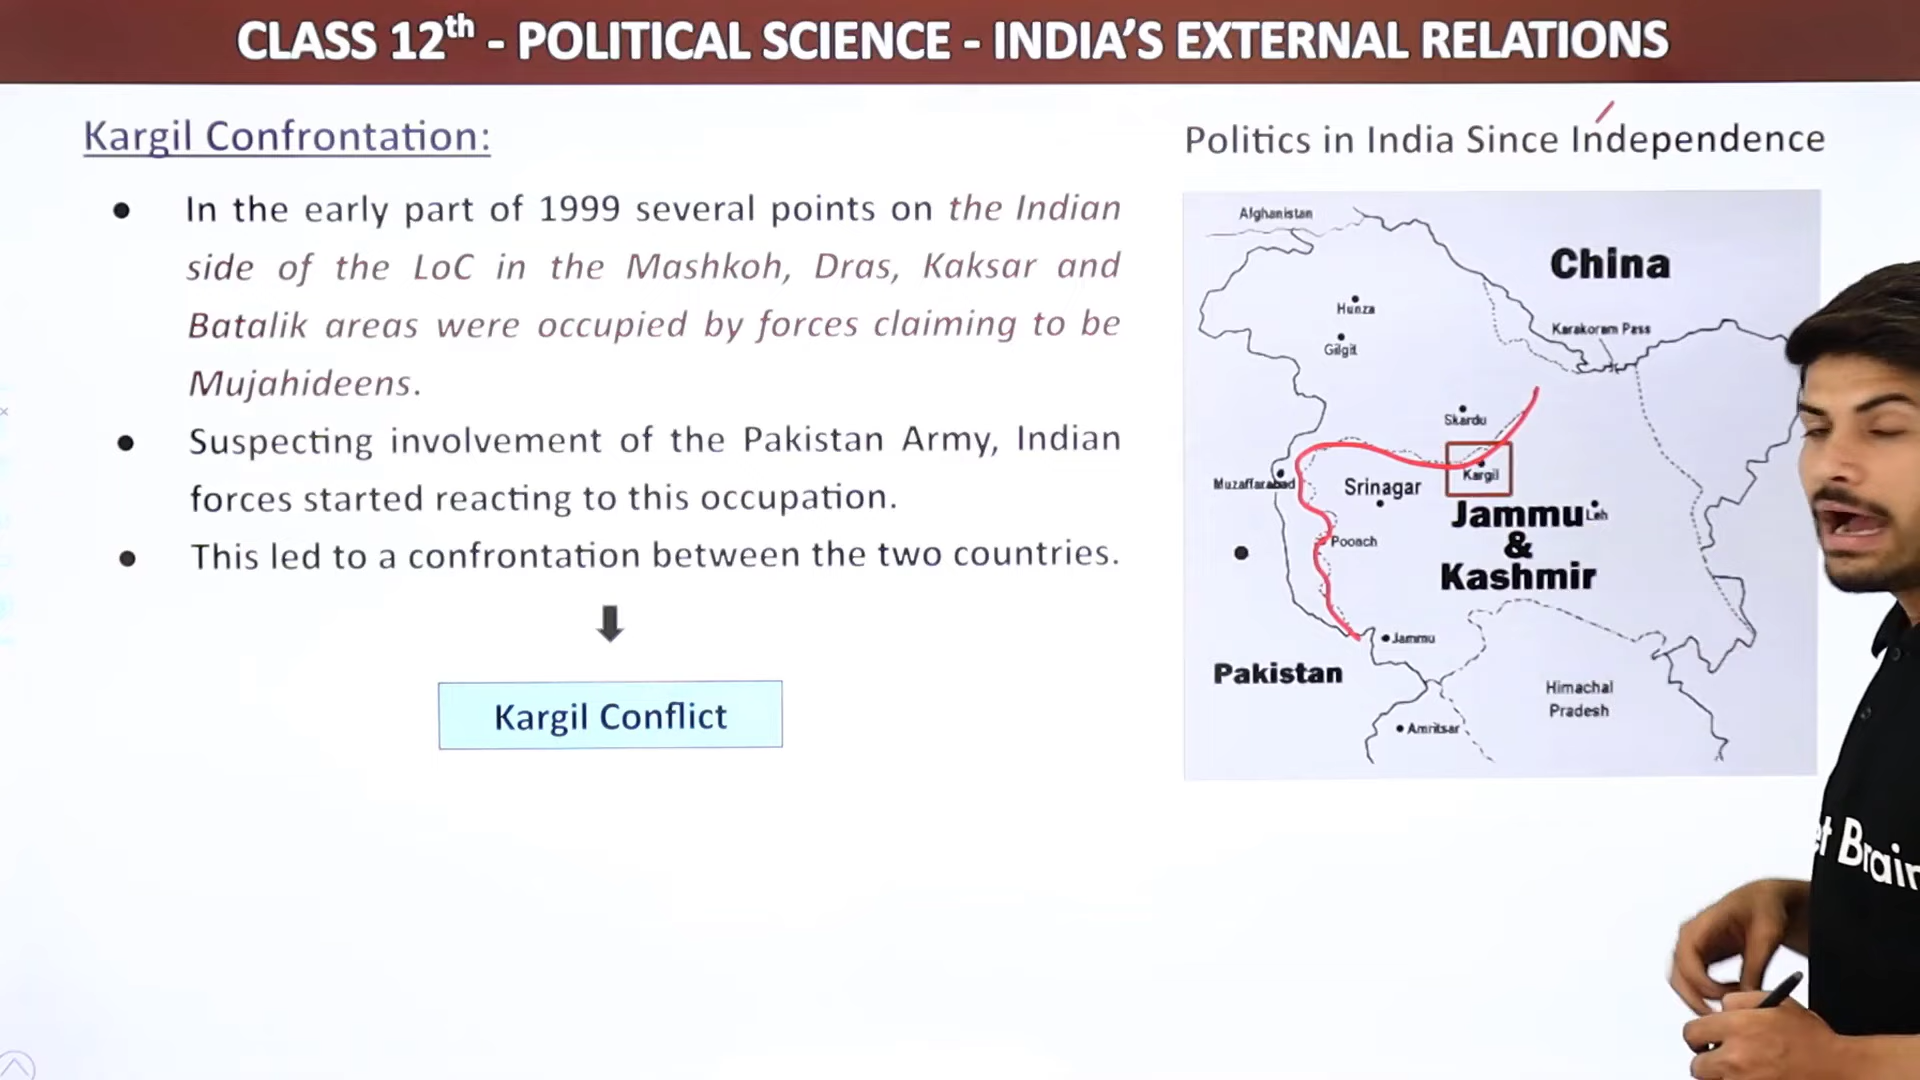 CLASS 12th - POLITICAL SCIENCE - INDIA'S EXTERNAL RELATIONS
Kargil Confrontation:
● In the early part of 1999 several points on the Indian
side of the LoC in the Mashkoh, Dras, Kaksar and
Batalik areas were occupied by forces claiming to be
Mujahideens.
● Suspecting involvement of the Pakistan Army, Indian
forces started reacting to this occupation.
● This led to a confrontation between the two countries.
Kargil Conflict
Politics in India Since Independence
Afghanistan
China
Hunza
Karakoram Pass
Gilgit
Skardu
Kargil
Muzaffarabad
Srinagar
Jammu
Leh
&
Poonch
Kashmir
Jammu
Pakistan
Himachal
Pradesh
Amritsar
Brain